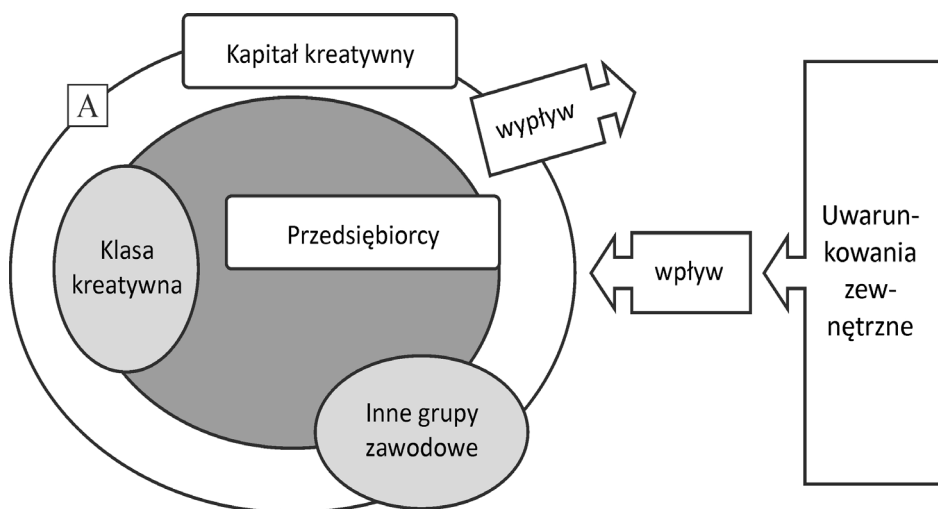 Kapitał kreatywny
A
wypływ
Klasa
kreatywna
Przedsiębiorcy
wpływ
Uwarun-
kowania
zew-
nętrzne
Inne grupy
zawodowe